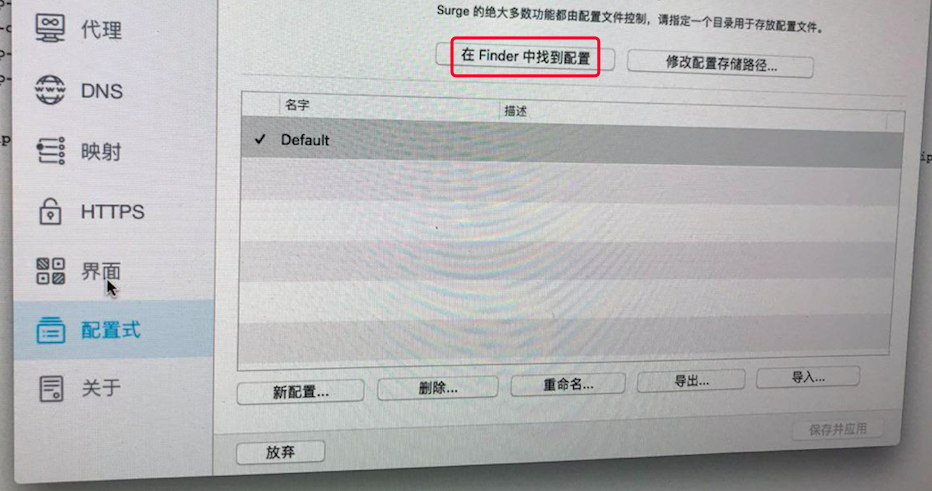 Surge 的绝大多数功能都由配置文件控制，请指定一个目录用于存放配置文件。
代理
在 Finder 中找到配置
修改配置存储路径...
DNS
名字
描述
✓ Default
映射
HTTPS
界面
配置式
关于
新配置...
删除...
重命名...
导出...
导入...
放弃
保存并应用